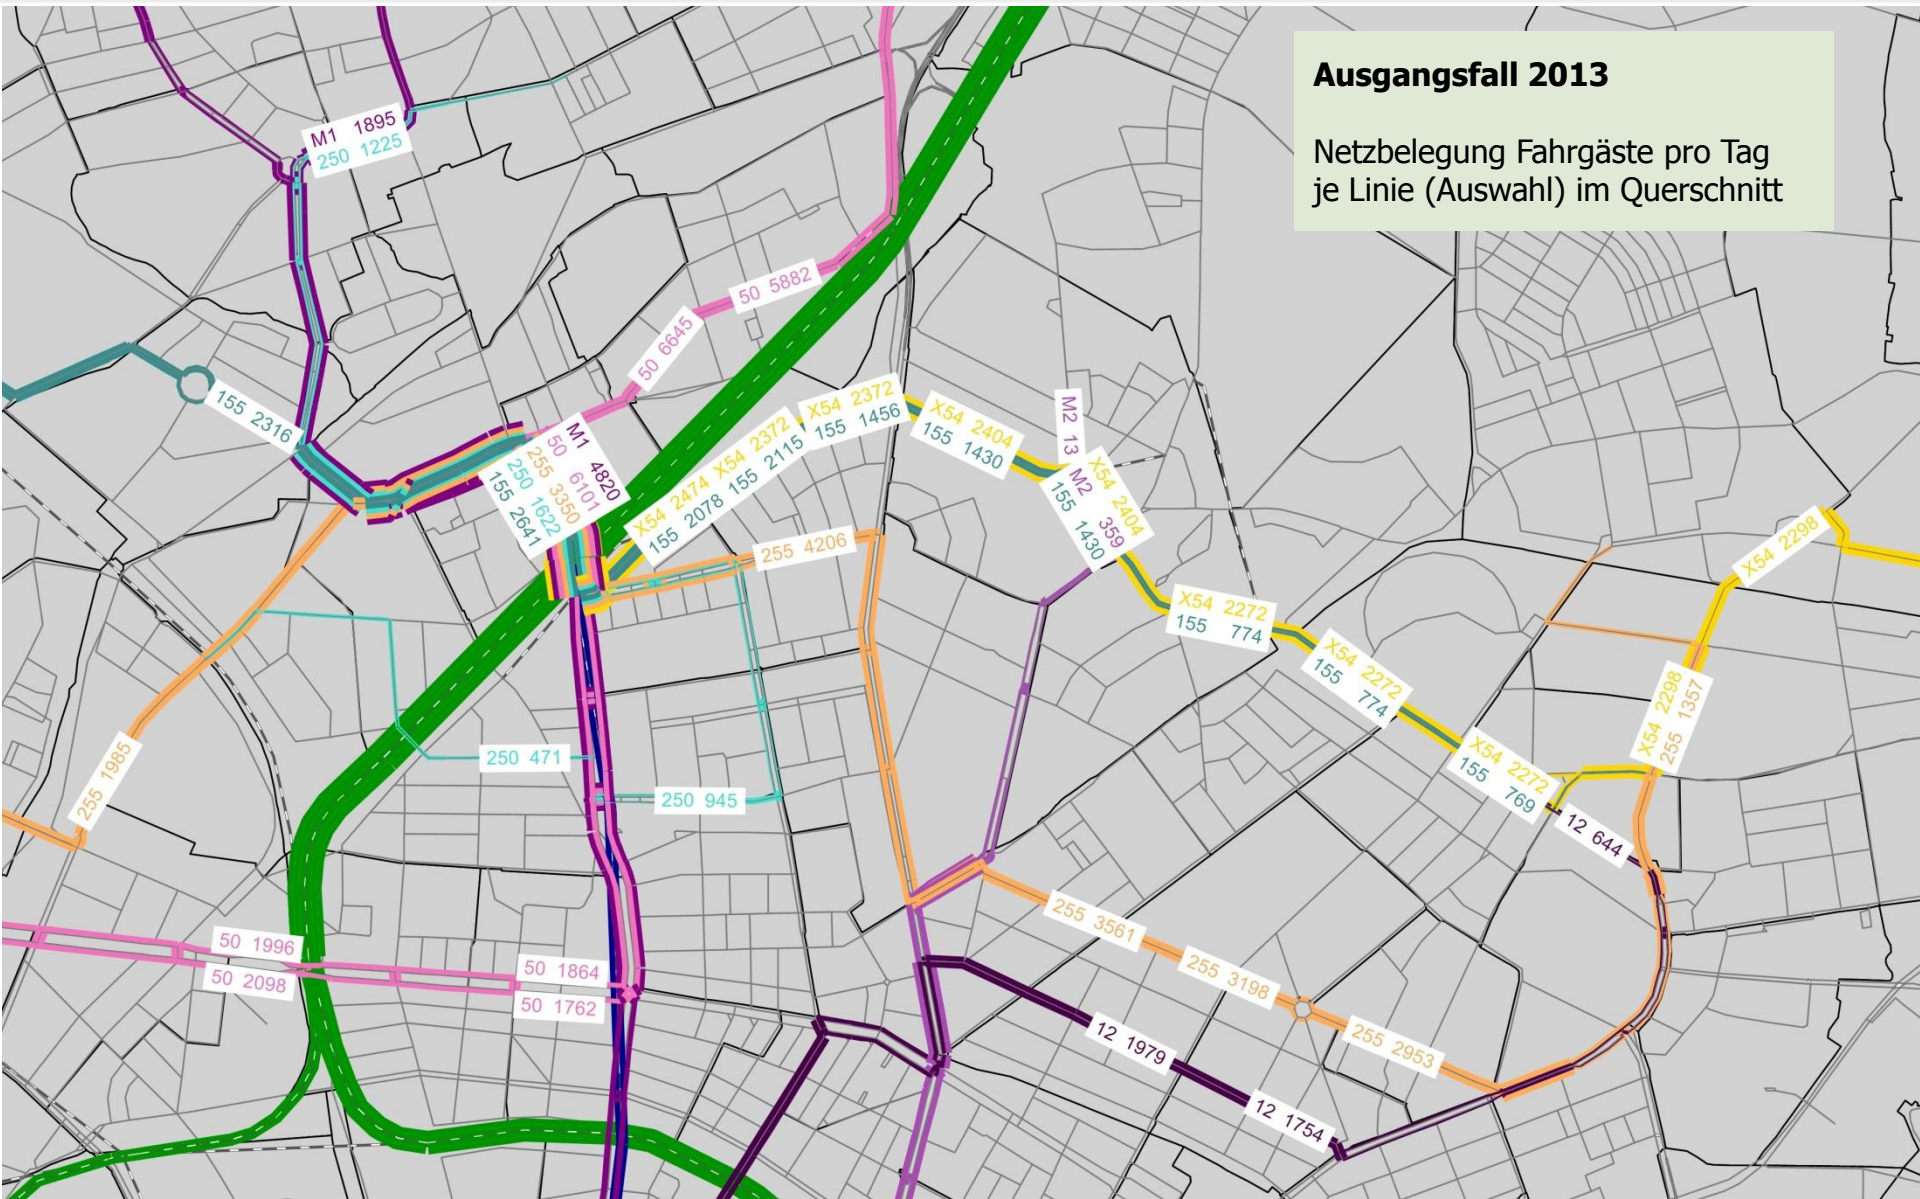 Ausgangsfall 2013
Netzbelegung Fahrgäste pro Tag
je Linie (Auswahl) im Querschnitt
M1 1895
250 1225
50 5882
50 6645
155 2316
M1 4820
50 6101
255 3350
250 1622
155 2641
X54 2474
155 2078
X54 2372
155 2115
X54 2372
155 1456
X54 2404
155 1430
M2 13
X54 2404
M2 359
155 1430
255 4206
X54 2298
X54 2272
155 774
X54 2272
155 774
X54 2298
255 1357
X54 2272
155 769
12 644
250 471
250 945
255 1985
255 3561
255 3198
255 2953
50 1996
50 2098
50 1864
50 1762
12 1979
12 1754